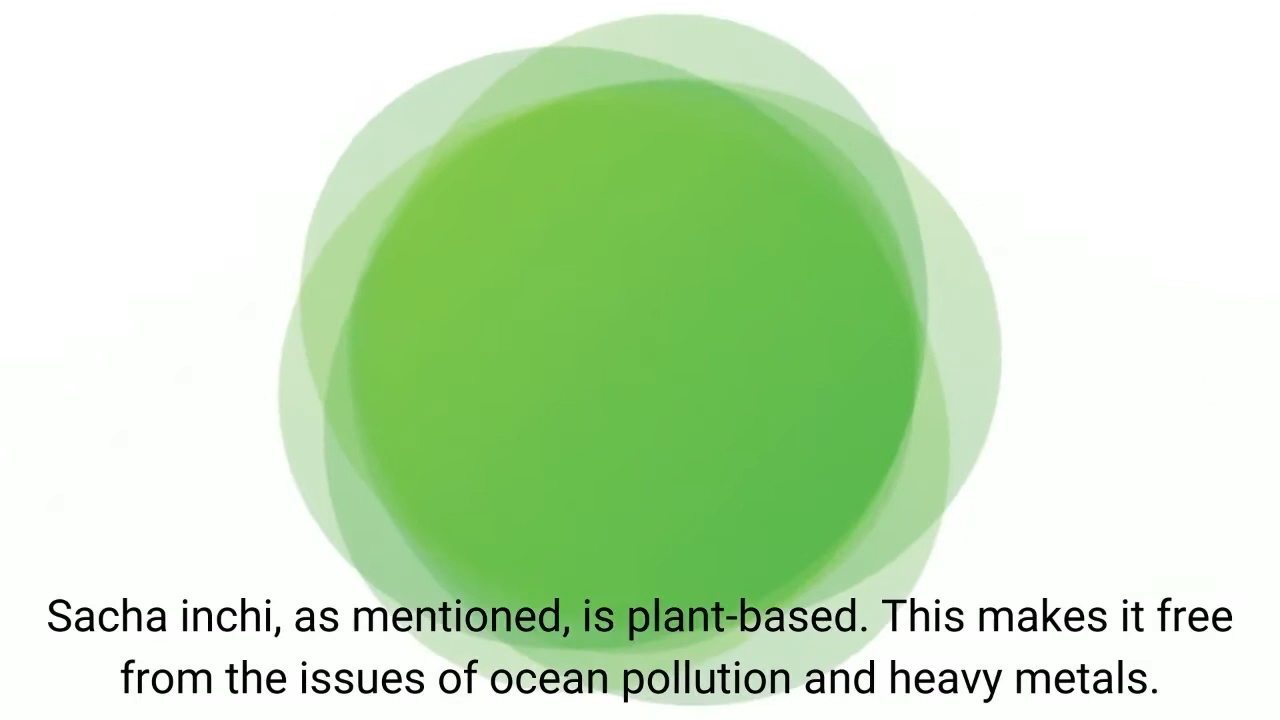 Sacha inchi, as mentioned, is plant-based. This makes it free
from the issues of ocean pollution and heavy metals.